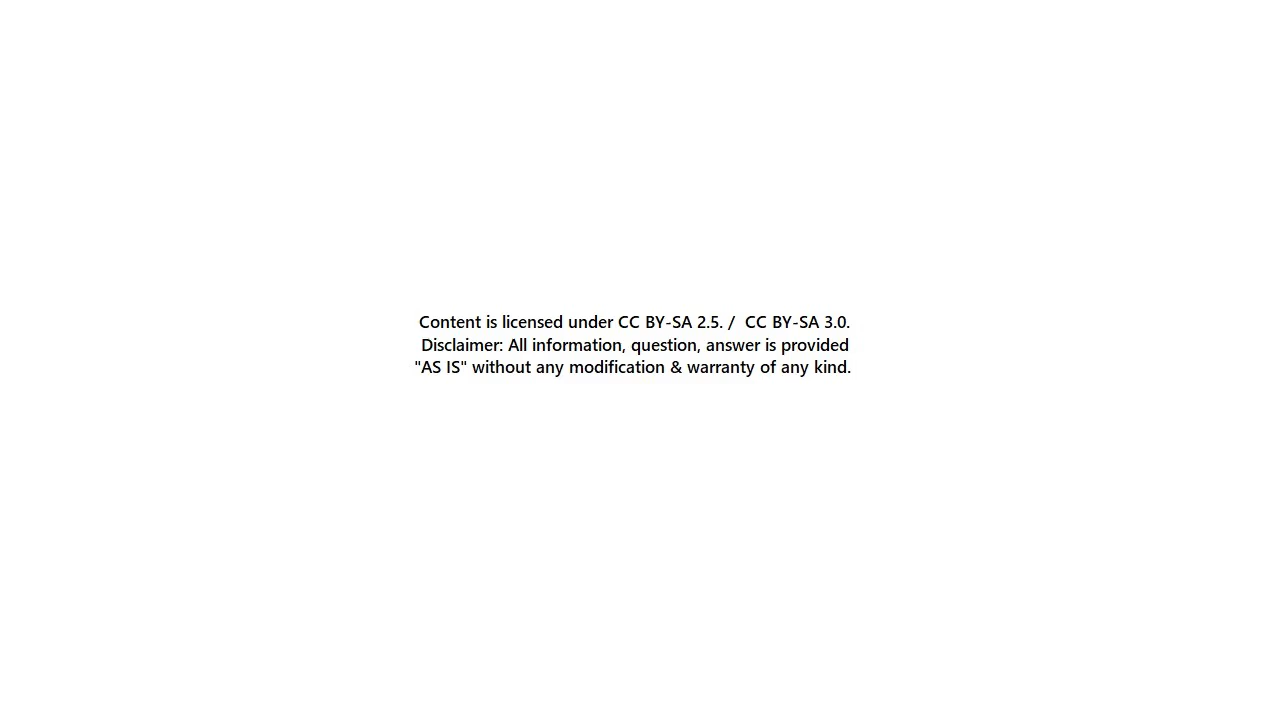 Content is licensed under CC BY-SA 2.5. /  CC BY-SA 3.0.
Disclaimer: All information, question, answer is provided
"AS IS" without any modification & warranty of any kind.